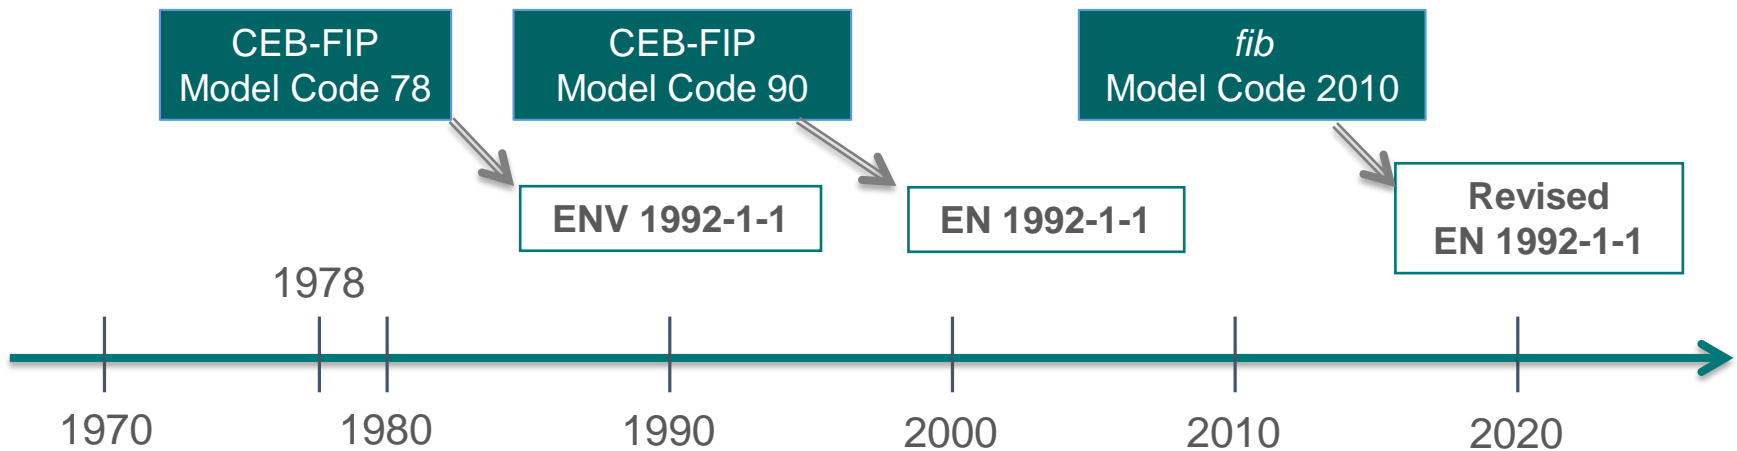 CEB-FIP
Model Code 78
CEB-FIP
Model Code 90
fib
Model Code 2010
ENV 1992-1-1
EN 1992-1-1
Revised
EN 1992-1-1
1978
1970
1980
1990
2000
2010
2020